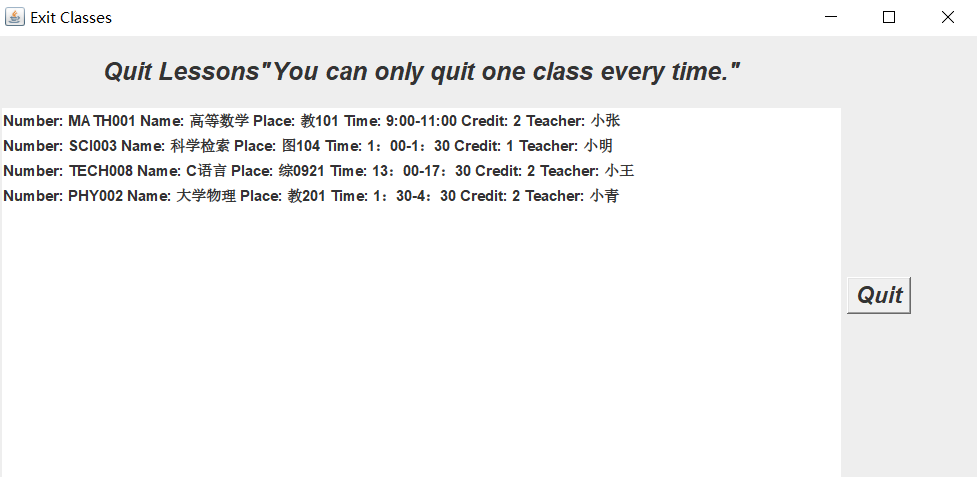 Exit Classes
Quit Lessons"You can only quit one class every time."
Number: MATH001 Name: 高等数学 Place: 教101 Time: 9:00-11:00 Credit: 2 Teacher: 小张
Number: SCI003 Name: 科学检索 Place: 图104 Time: 1：00-1：30 Credit: 1 Teacher: 小明
Number: TECH008 Name: C语言 Place: 综0921 Time: 13：00-17：30 Credit: 2 Teacher: 小王
Number: PHY002 Name: 大学物理 Place: 教201 Time: 1：30-4：30 Credit: 2 Teacher: 小青
Quit